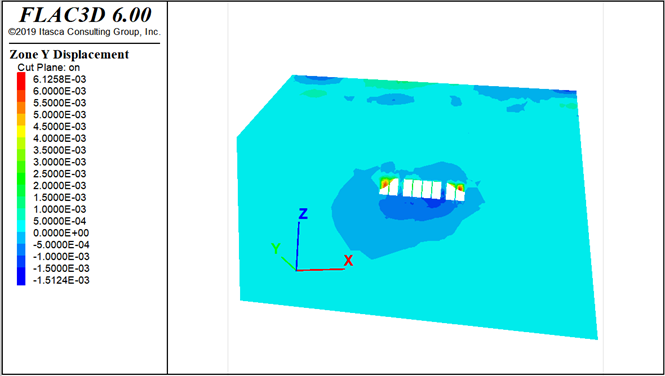 FLAC3D 6.00
©2019 Itasca Consulting Group, Inc.
Zone Y Displacement
Cut Plane: on
6.1258E-03
6.0000E-03
5.5000E-03
5.0000E-03
4.5000E-03
4.0000E-03
3.5000E-03
3.0000E-03
2.5000E-03
2.0000E-03
1.5000E-03
1.0000E-03
5.0000E-04
0.0000E+00
-5.0000E-04
-1.0000E-03
-1.5000E-03
-1.5124E-03
Z
Y
X